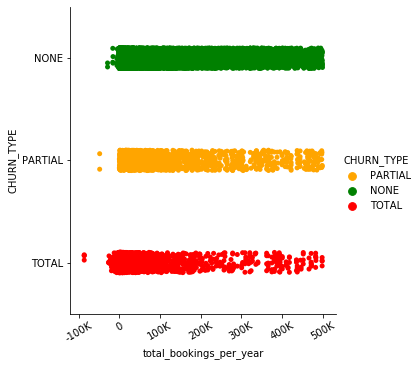 NONE
PARTIAL
TOTAL
CHURN_TYPE
-100K
0
100K
200K
300K
400K
500K
total_bookings_per_year
CHURN_TYPE
PARTIAL
NONE
TOTAL